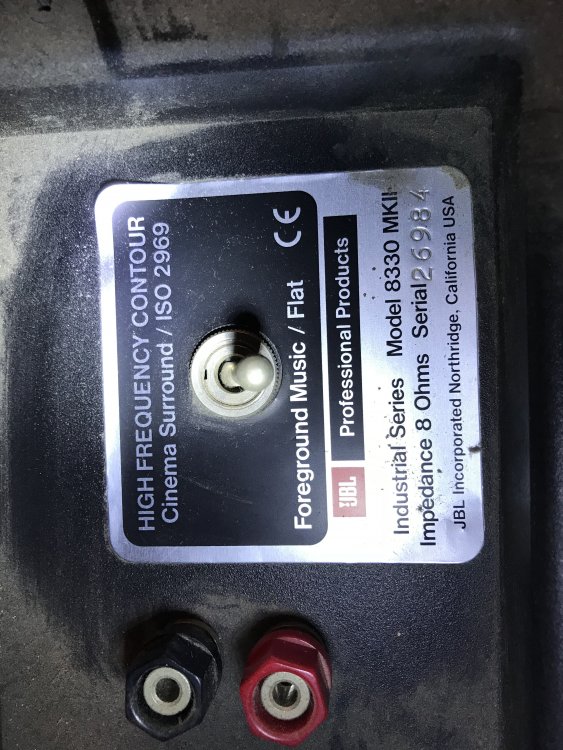 HIGH FREQUENCY CONTOUR
Cinema Surround / ISO 2969
Foreground Music / Flat CE
JBL Professional Products
Industrial Series Model 8330 MKII
Impedance 8 Ohms Serial 26984
JBL Incorporated Northridge, California USA